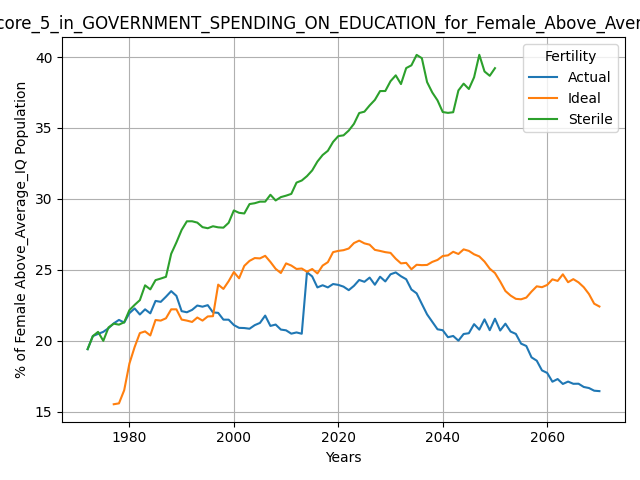 core_5_in_GOVERNMENT_SPENDING_ON_EDUCATION_for_Female_Above_Aver
% of Female Above_Average_IQ Population
40
35
30
25
20
15
Fertility
Actual
Ideal
Sterile
1980
2000
2020
2040
2060
Years